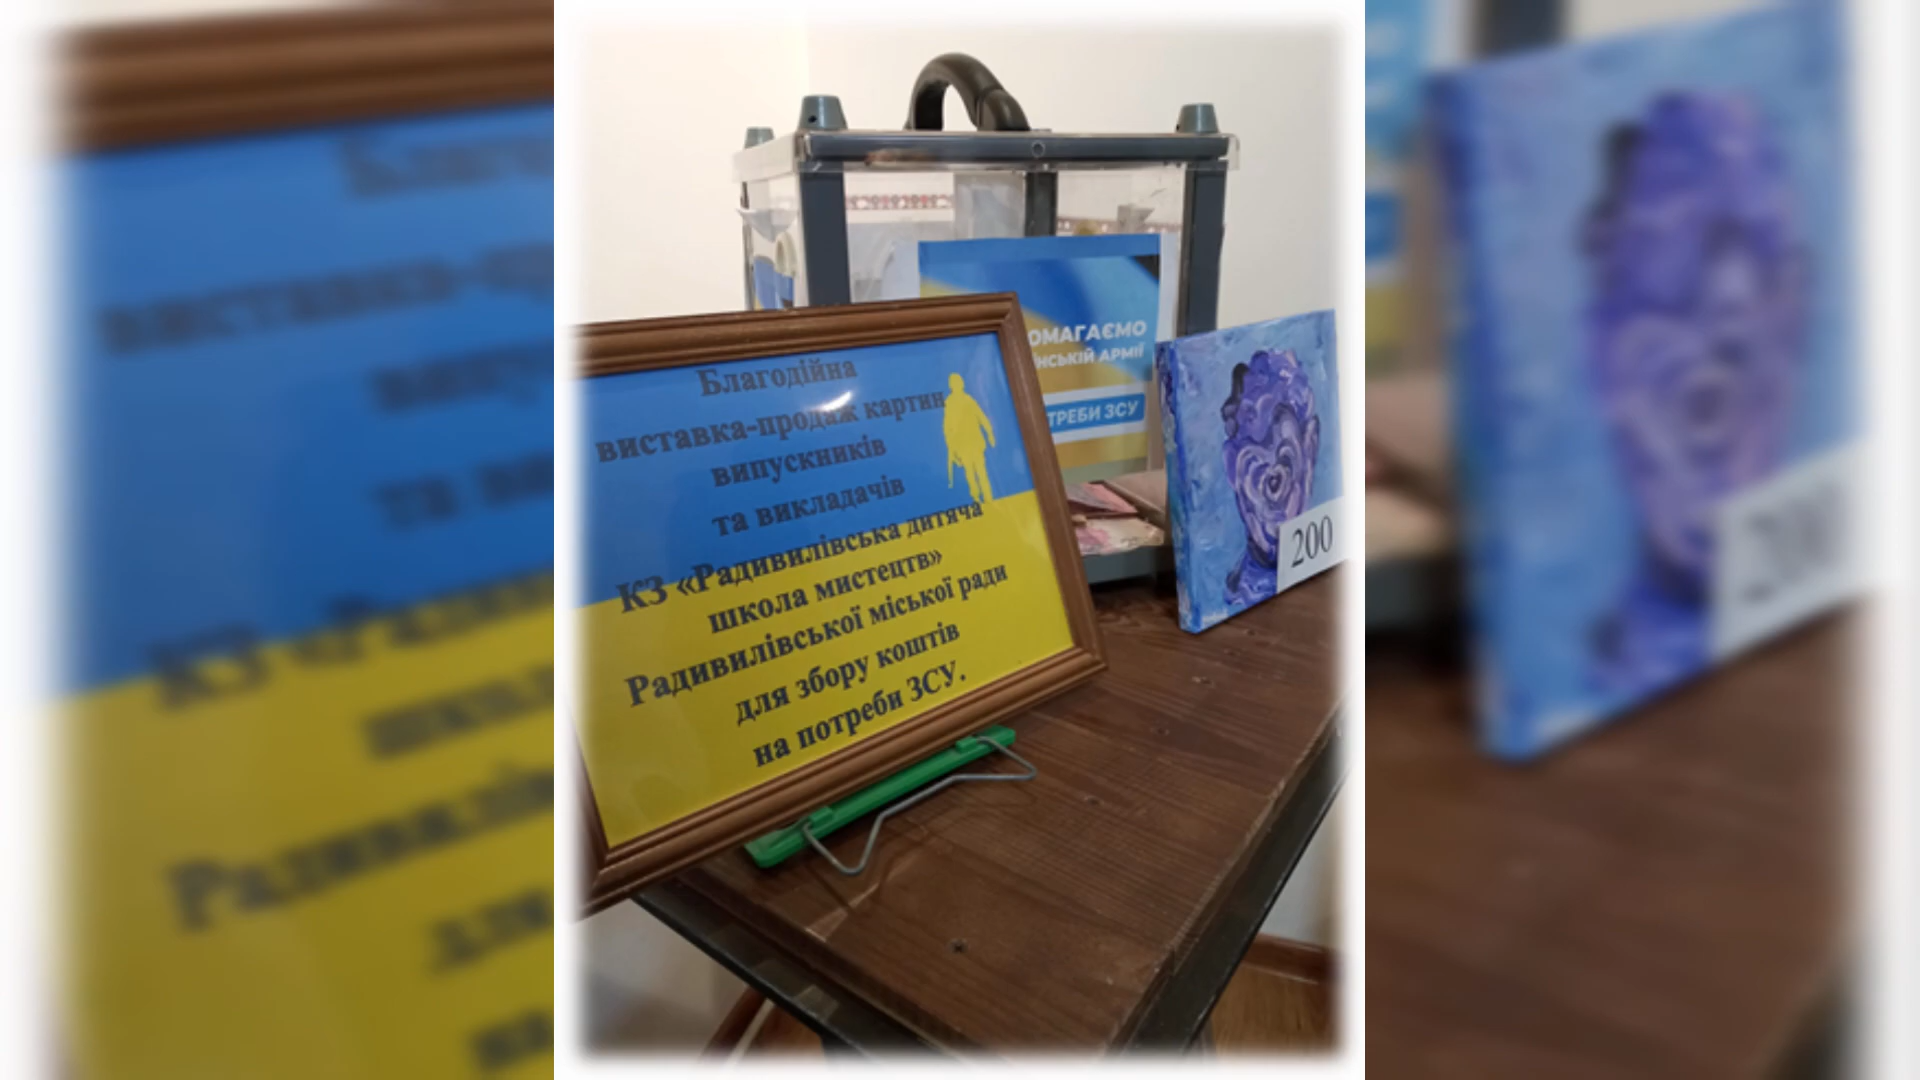 Благодійна
виставка-продаж картин
випускників
та викладачів
КЗ «Радивилівська дитяча
школа мистецтв»
Радивилівської міської ради
для збору коштів
на потреби ЗСУ.
ОМАГАЄМО
НСЬКІЙ АРМІЇ
ТРЕБИ ЗСУ
200